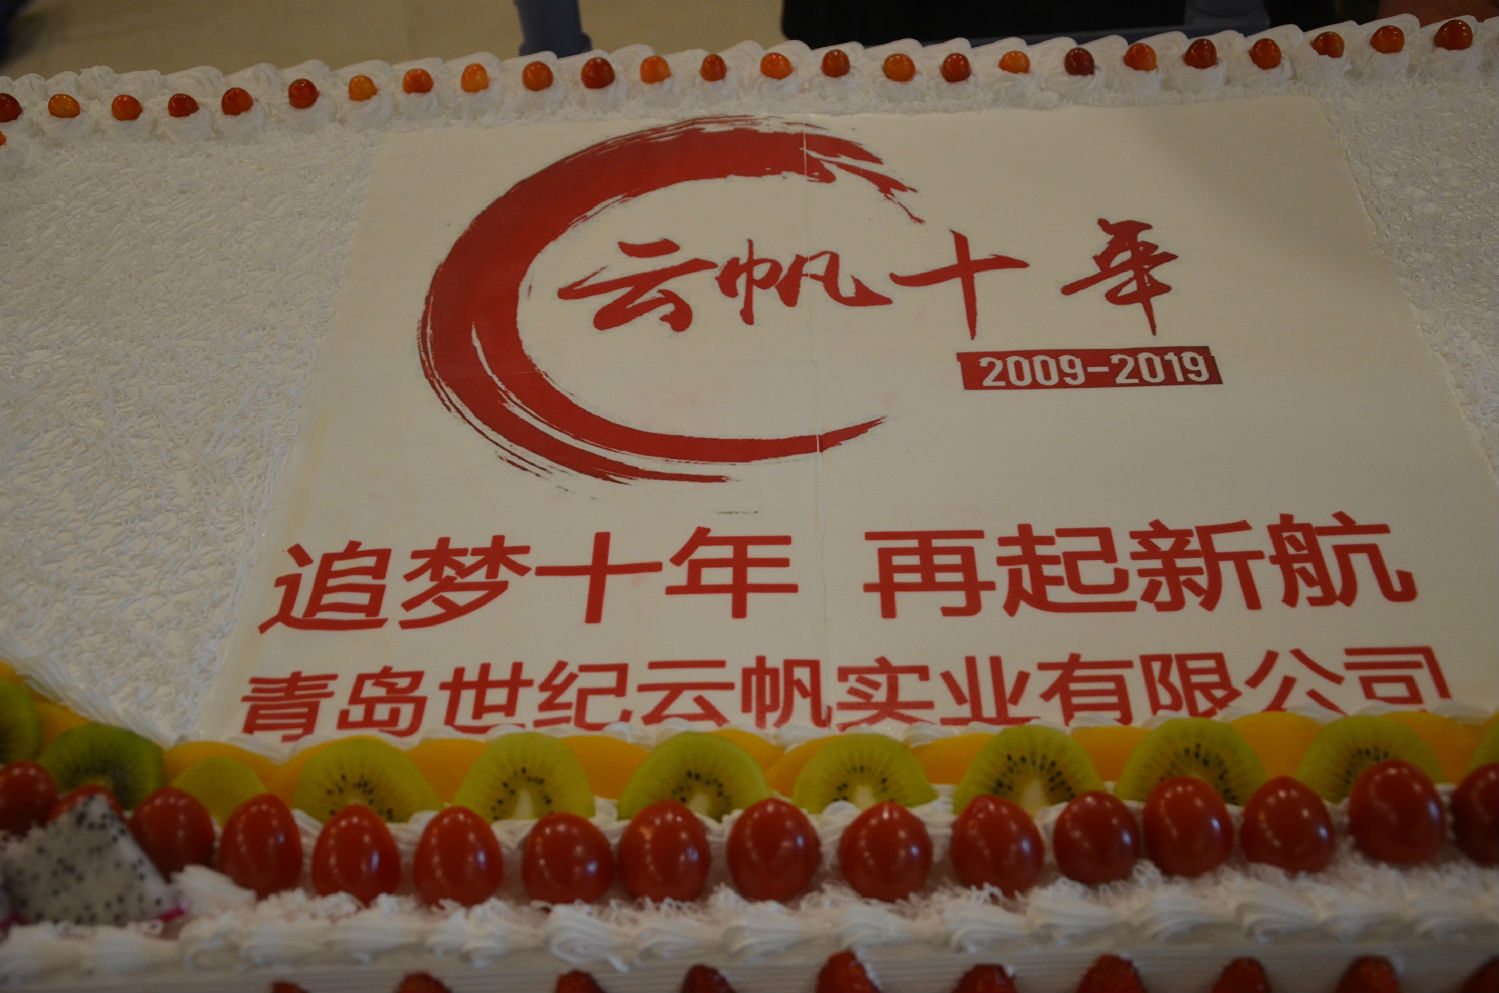 云帆十年
2009-2019
追梦十年 再起新航
青岛世纪云帆实业有限公司